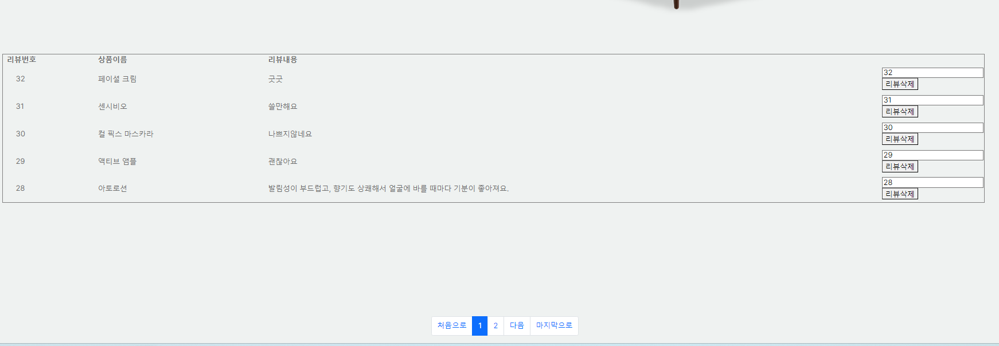 리뷰번호 상품이름 리뷰내용
32 페이셜 크림 굿굿 32
리뷰삭제
31 센시비오 쓸만해요 31
리뷰삭제
30 컬 픽스 마스카라 나쁘지않네요 30
리뷰삭제
29 액티브 앰플 괜찮아요 29
리뷰삭제
28 아토로션 발림성이 부드럽고, 향기도 상쾌해서 얼굴에 바를 때마다 기분이 좋아져요. 28
리뷰삭제
처음으로 1 2 다음 마지막으로